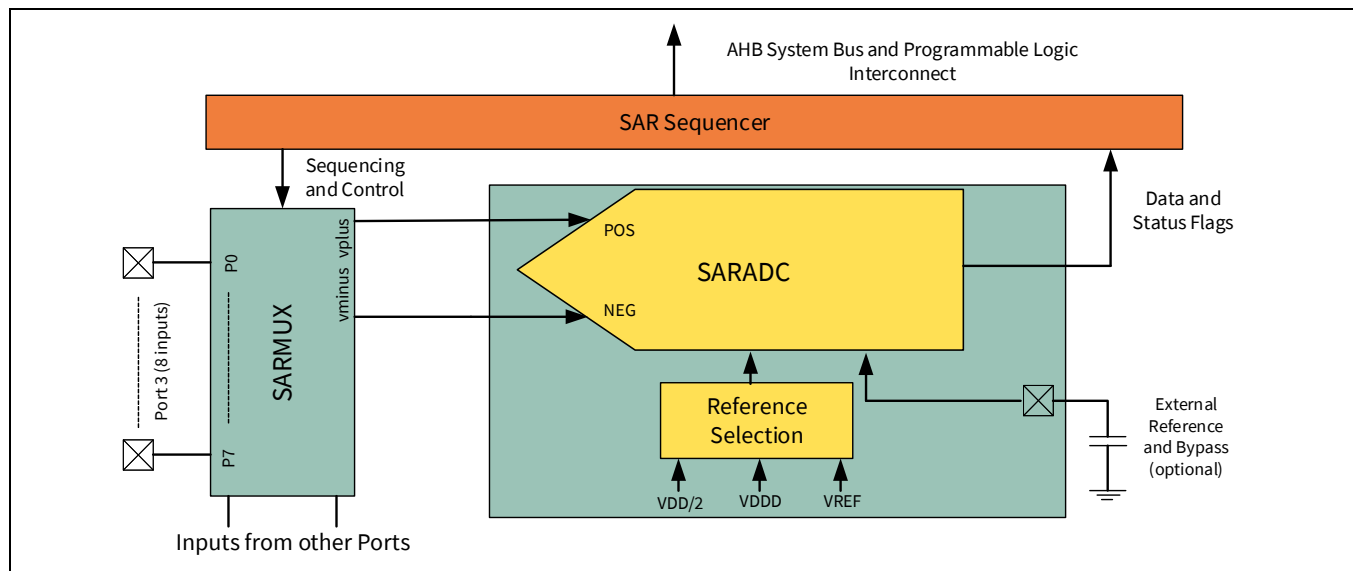 AHB System Bus and Programmable Logic
Interconnect
SAR Sequencer
Sequencing
and Control
Data and
Status Flags
vplus
vminus
P0
P7
SARMUX
Port 3 (8 inputs)
POS
NEG
SARADC
Reference
Selection
VDD/2
VDDD
VREF
External
Reference
and Bypass
(optional)
Inputs from other Ports